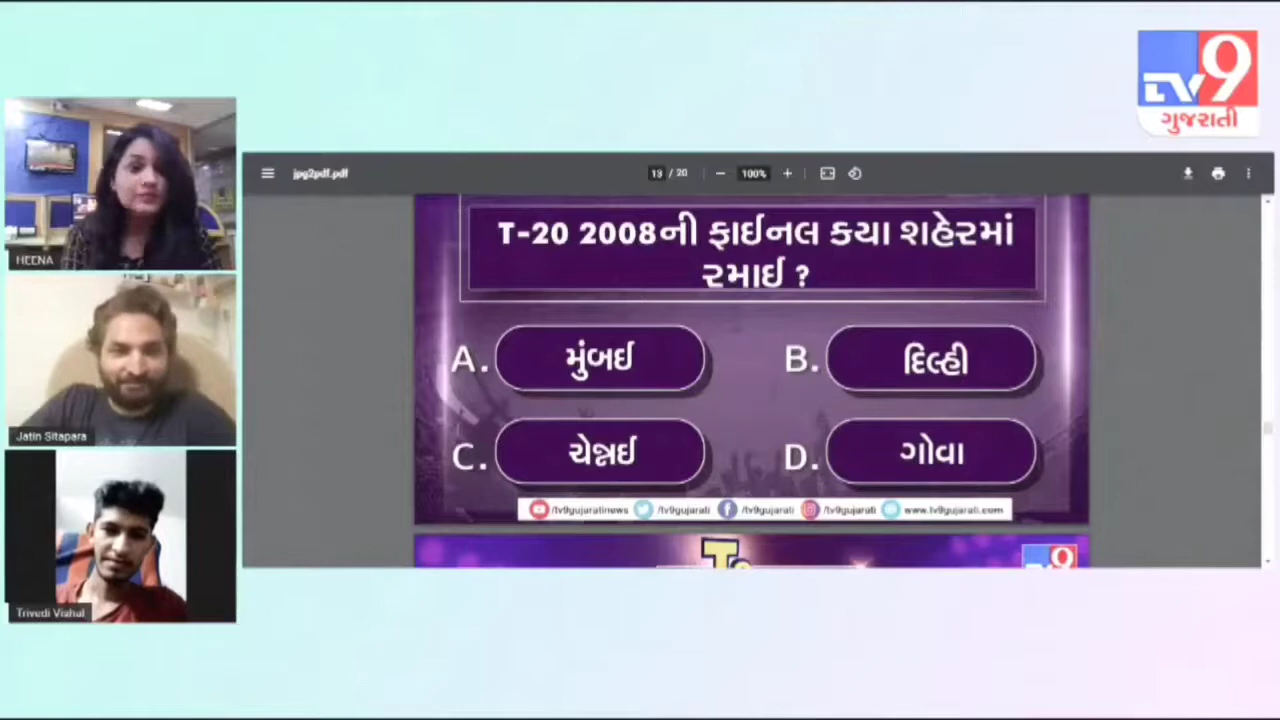 TV9
ગુજરાતી
jpg2pdf.pdf
13 / 20
100%
T-20 2008ની ફાઈનલ કયા શહેરમાં
રમાઈ ?
A. મુંબઈ
B. દિલ્હી
C. ચેન્નઈ
D. ગોવા
/tv9gujaratinews /tv9gujarati /tv9gujarati /tv9gujarati www.tv9gujarati.com
HEENA
Jatin Sitapara
Trivedi Vishal